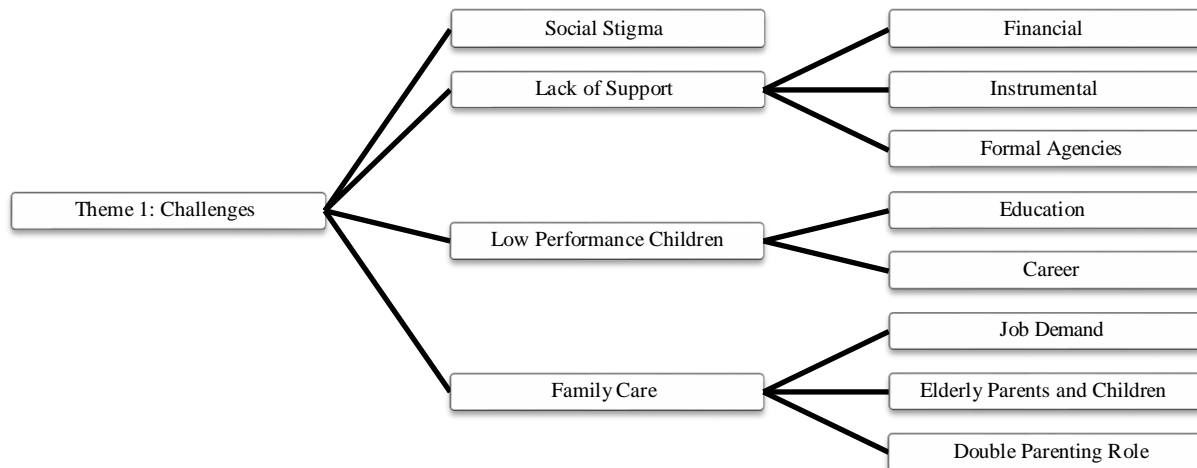 Theme 1: Challenges
Social Stigma
Lack of Support
Financial
Instrumental
Formal Agencies
Low Performance Children
Education
Career
Family Care
Job Demand
Elderly Parents and Children
Double Parenting Role